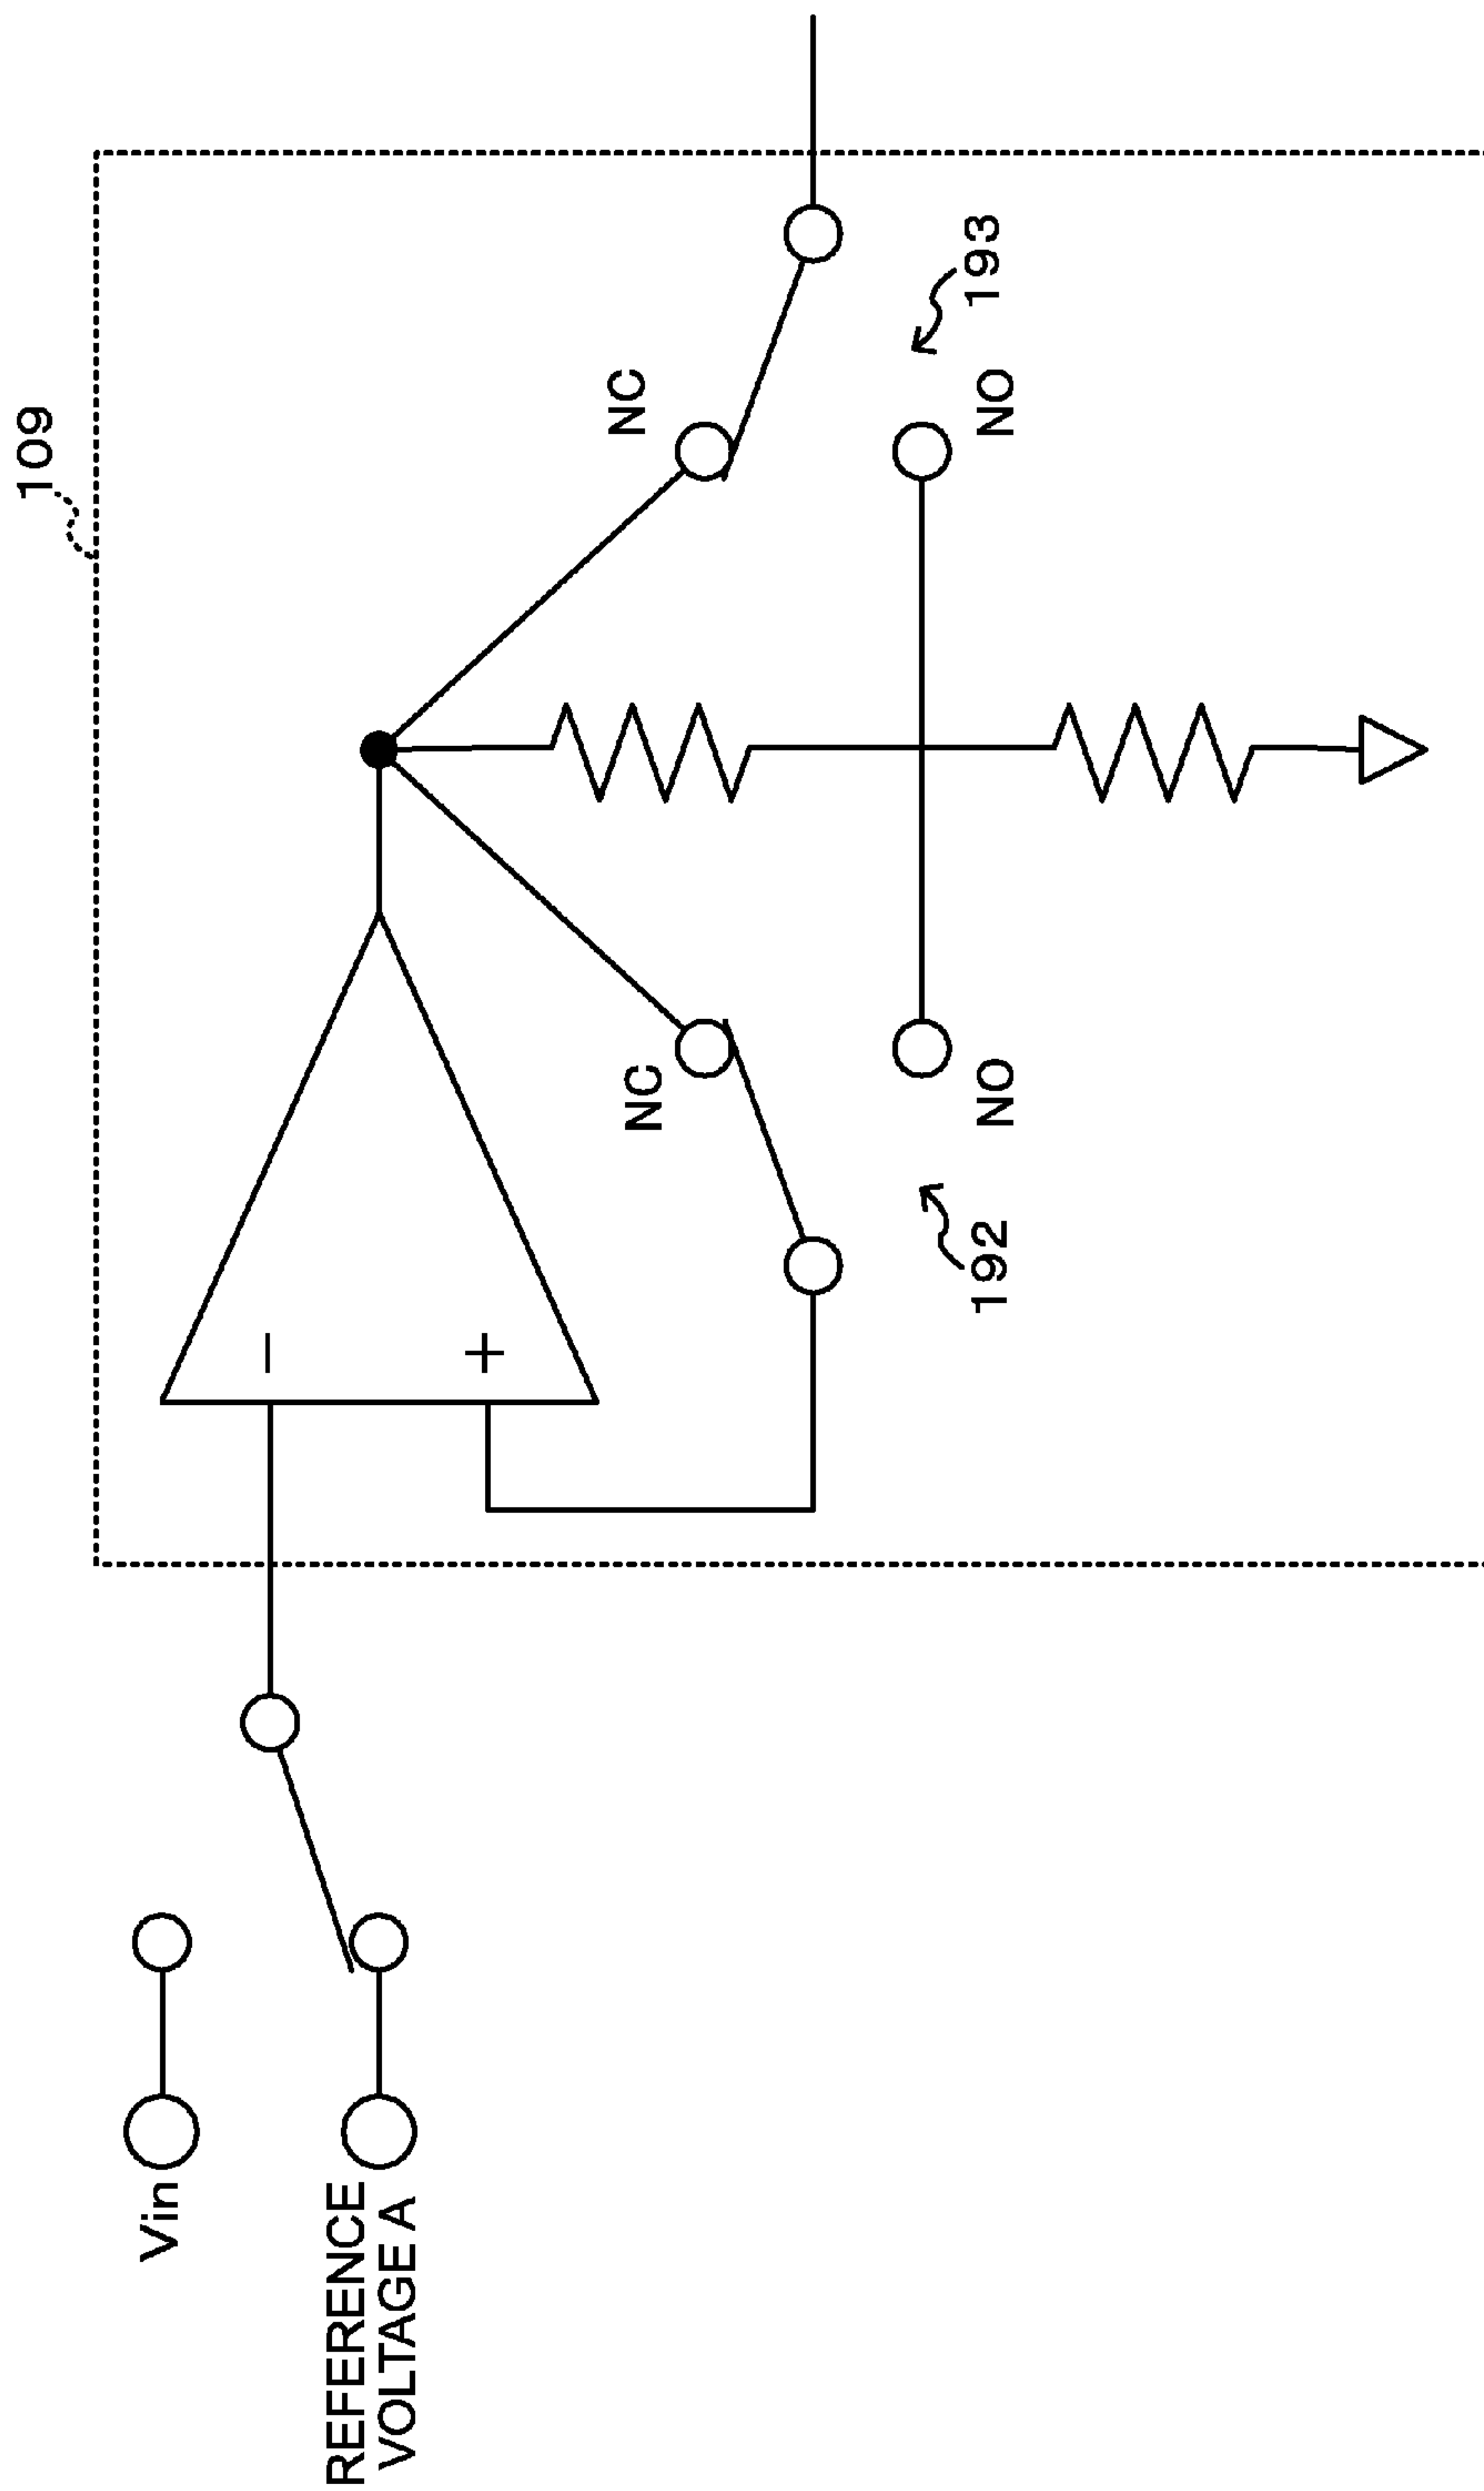 109
Vin
REFERENCE
VOLTAGE A
−
+
NC
NC
NO
NO
192
193